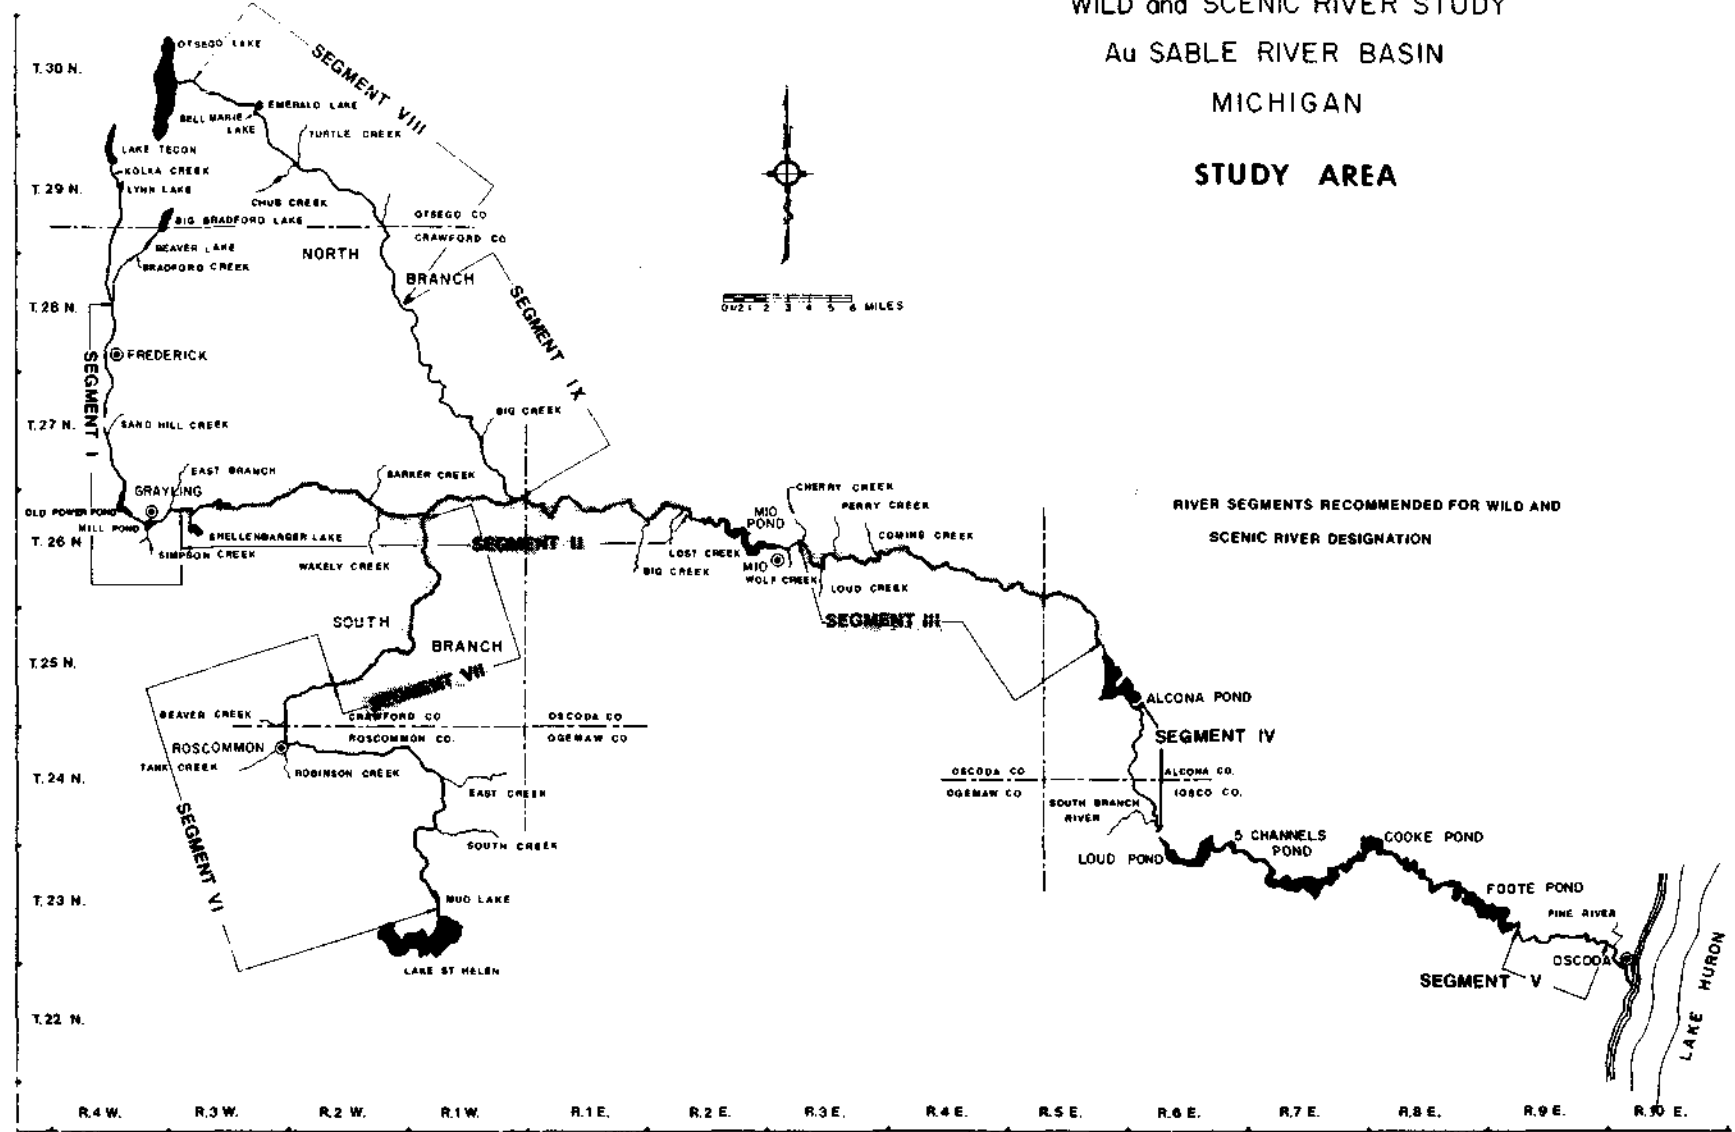 WILD and SCENIC RIVER STUDY
Au SABLE RIVER BASIN
MICHIGAN
STUDY AREA
T.30 N.
OTSEGO LAKE
SEGMENT VIII
EMERALD LAKE
BELL MARIE
LAKE
TURTLE CREEK
LAKE TECON
KOLKA CREEK
T.29 N.
LYNN LAKE
CHUB CREEK
BIG BRADFORD LAKE
OTSEGO CO
CRAWFORD CO
BEAVER LAKE
BRADFORD CREEK
NORTH
BRANCH
SEGMENT IX
T.28 N.
0 1/2 1 2 3 4 5 6 MILES
FREDERICK
SEGMENT I
T.27 N.
SAND HILL CREEK
BIG CREEK
EAST BRANCH
BARKER CREEK
GRAYLING
OLD POWER POND
MILL POND
T.26 N
SHELLENBARGER LAKE
SIMPSON CREEK
WAKELY CREEK
SEGMENT II
LOST CREEK
BIG CREEK
CHERRY CREEK
MIO
POND
PERRY CREEK
COMINS CREEK
MIO
WOLF CREEK
LOUD CREEK
SEGMENT III
RIVER SEGMENTS RECOMMENDED FOR WILD AND
SCENIC RIVER DESIGNATION
SOUTH
BRANCH
T.25 N.
SEGMENT VII
BEAVER CREEK
CRAWFORD CO
OSCODA CO
ROSCOMMON CO.
OGEMAW CO
ROSCOMMON
TANK CREEK
ROBINSON CREEK
T.24 N.
EAST CREEK
SEGMENT VI
SOUTH CREEK
ALCONA POND
SEGMENT IV
OSCODA CO
ALCONA CO.
OGEMAW CO
IOSCO CO.
SOUTH BRANCH
RIVER
LOUD POND
5 CHANNELS
POND
COOKE POND
T.23 N.
MUD LAKE
FOOTE POND
PINE RIVER
LAKE ST HELEN
OSCODA
SEGMENT V
LAKE HURON
T.22 N.
R.4 W.
R.3 W.
R.2 W.
R.1 W.
R.1 E.
R.2 E.
R.3 E.
R.4 E.
R.5 E.
R.6 E.
R.7 E.
R.8 E.
R.9 E.
R.10 E.